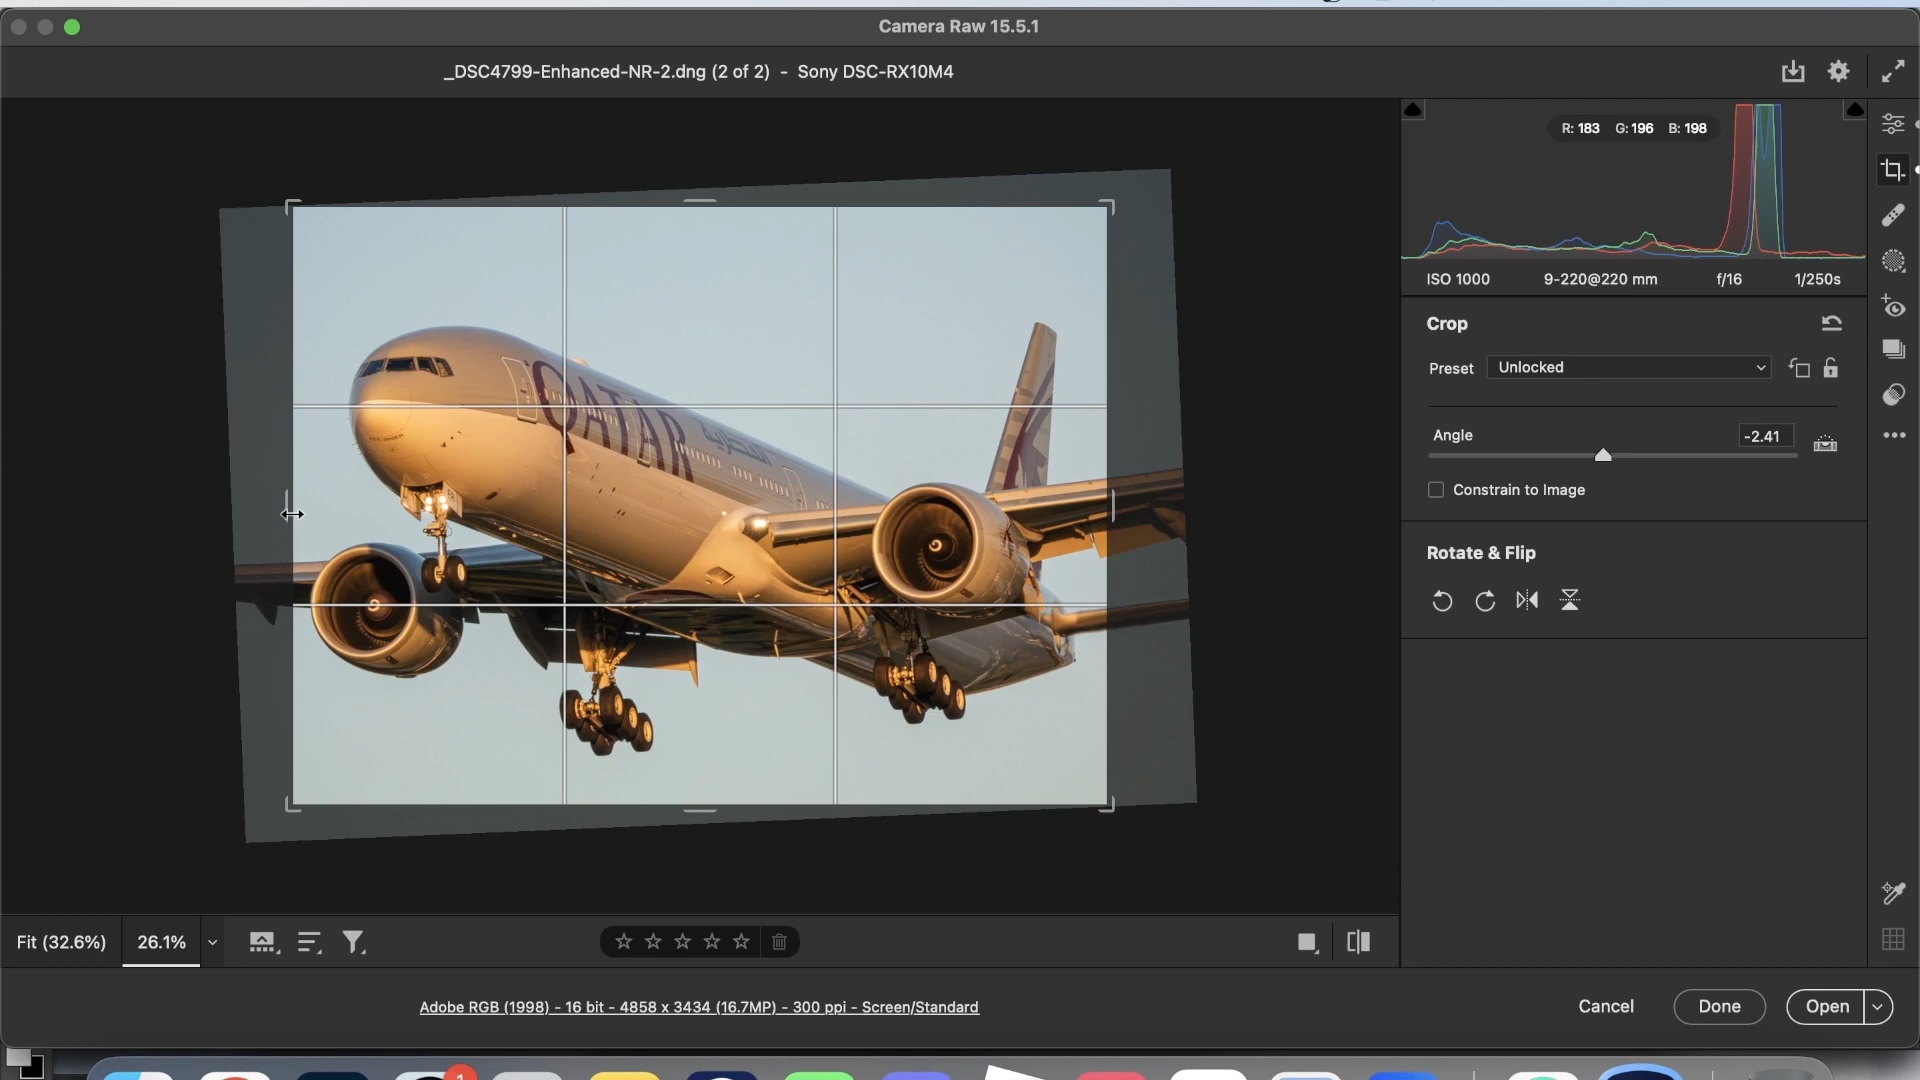 Camera Raw 15.5.1
_DSC4799-Enhanced-NR-2.dng (2 of 2) - Sony DSC-RX10M4
R: 183 G: 196 B: 198
ISO 1000 9-220@220 mm f/16 1/250s
Crop
Preset Unlocked
Angle -2.41
Constrain to Image
Rotate & Flip
QATAR
القطرية
Fit (32.6%) 26.1%
Adobe RGB (1998) - 16 bit - 4858 x 3434 (16.7MP) - 300 ppi - Screen/Standard
Cancel Done Open
1